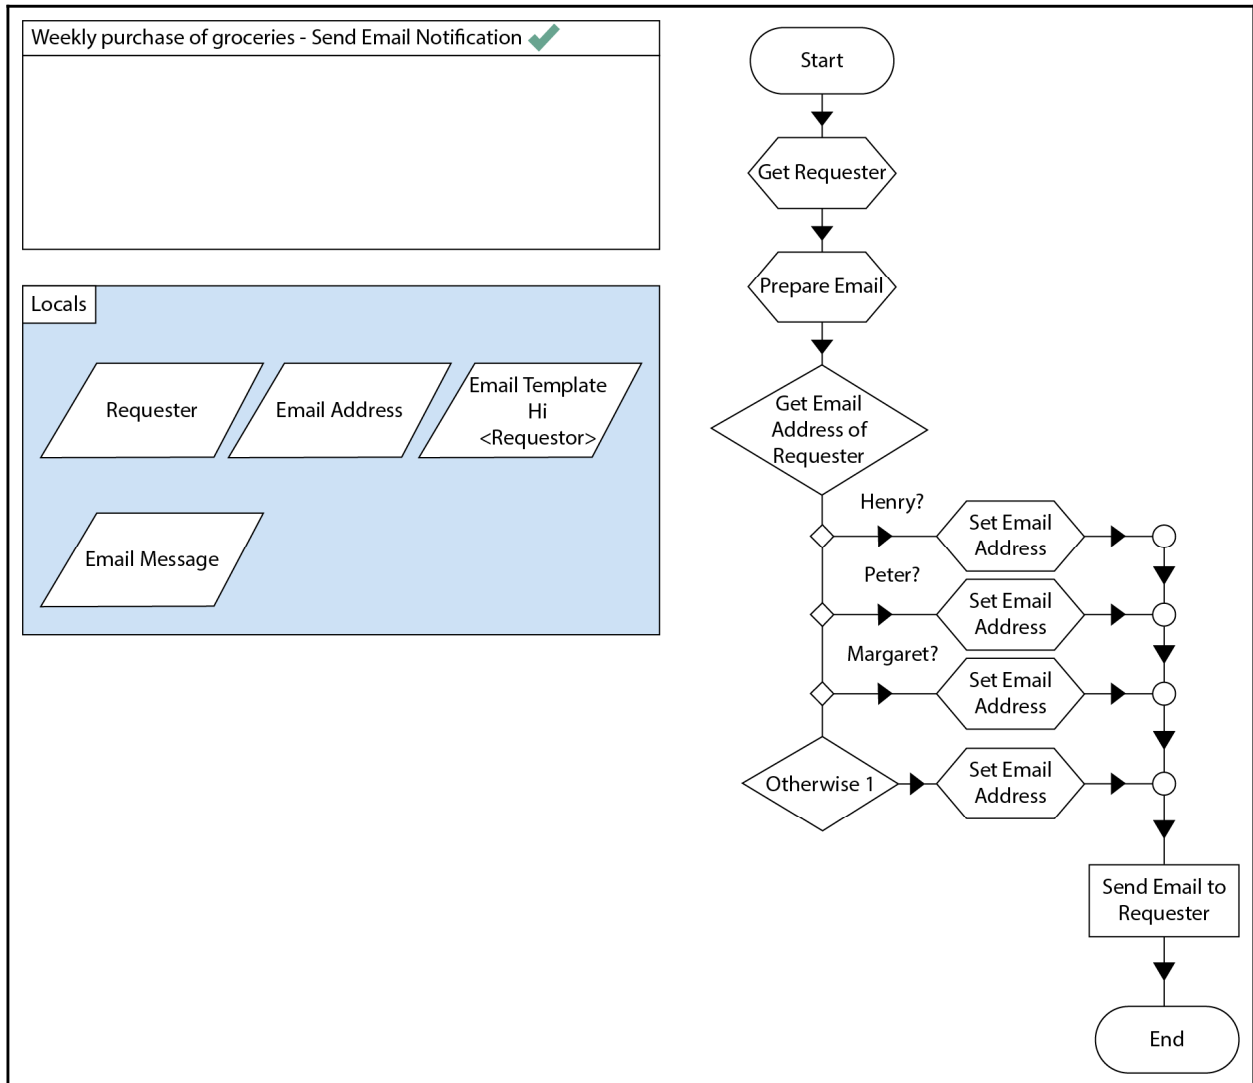 Weekly purchase of groceries - Send Email Notification
Locals
Requester
Email Address
Email Template
Hi
<Requestor>
Email Message
Start
Get Requester
Prepare Email
Get Email
Address of
Requester
Henry?
Set Email
Address
Peter?
Set Email
Address
Margaret?
Set Email
Address
Otherwise 1
Set Email
Address
Send Email to
Requester
End